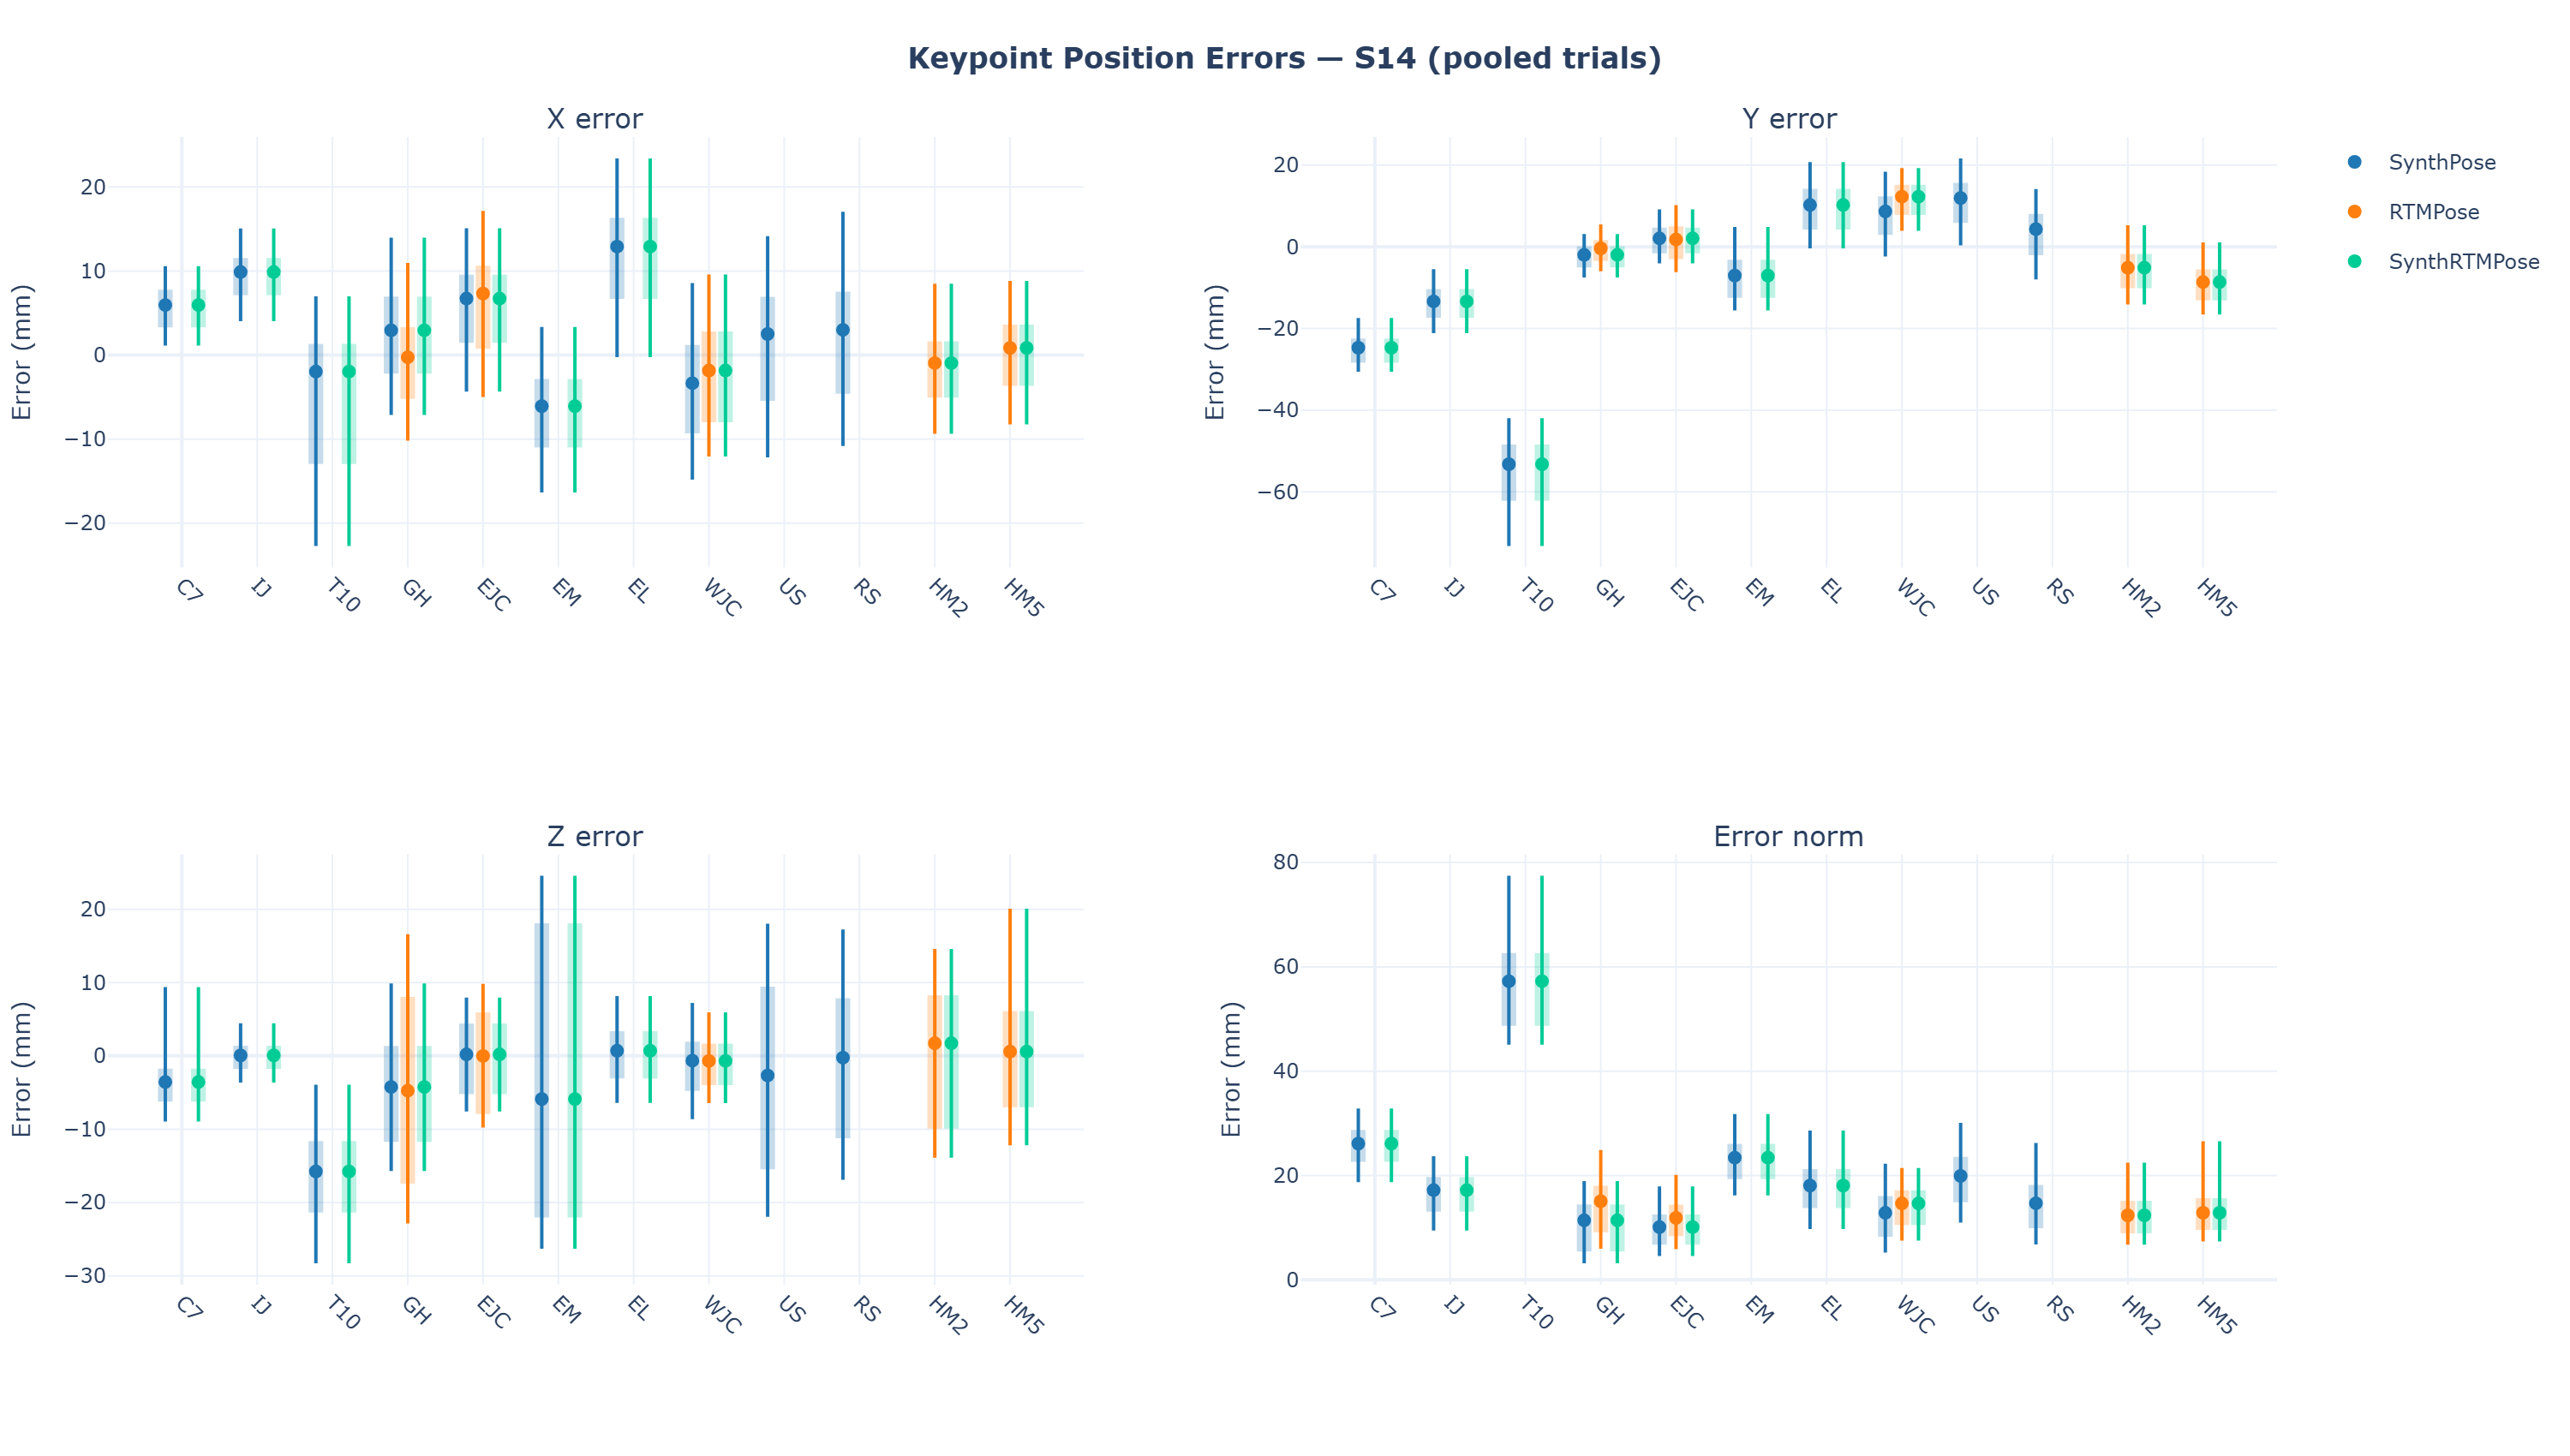 Keypoint Position Errors — S14 (pooled trials)
X error
Error (mm)
20
10
0
−10
−20
C7
IJ
T10
GH
EJC
EM
EL
WJC
US
RS
HM2
HM5
Y error
Error (mm)
20
0
−20
−40
−60
C7
IJ
T10
GH
EJC
EM
EL
WJC
US
RS
HM2
HM5
SynthPose
RTMPose
SynthRTMPose
Z error
Error (mm)
20
10
0
−10
−20
−30
C7
IJ
T10
GH
EJC
EM
EL
WJC
US
RS
HM2
HM5
Error norm
Error (mm)
80
60
40
20
0
C7
IJ
T10
GH
EJC
EM
EL
WJC
US
RS
HM2
HM5